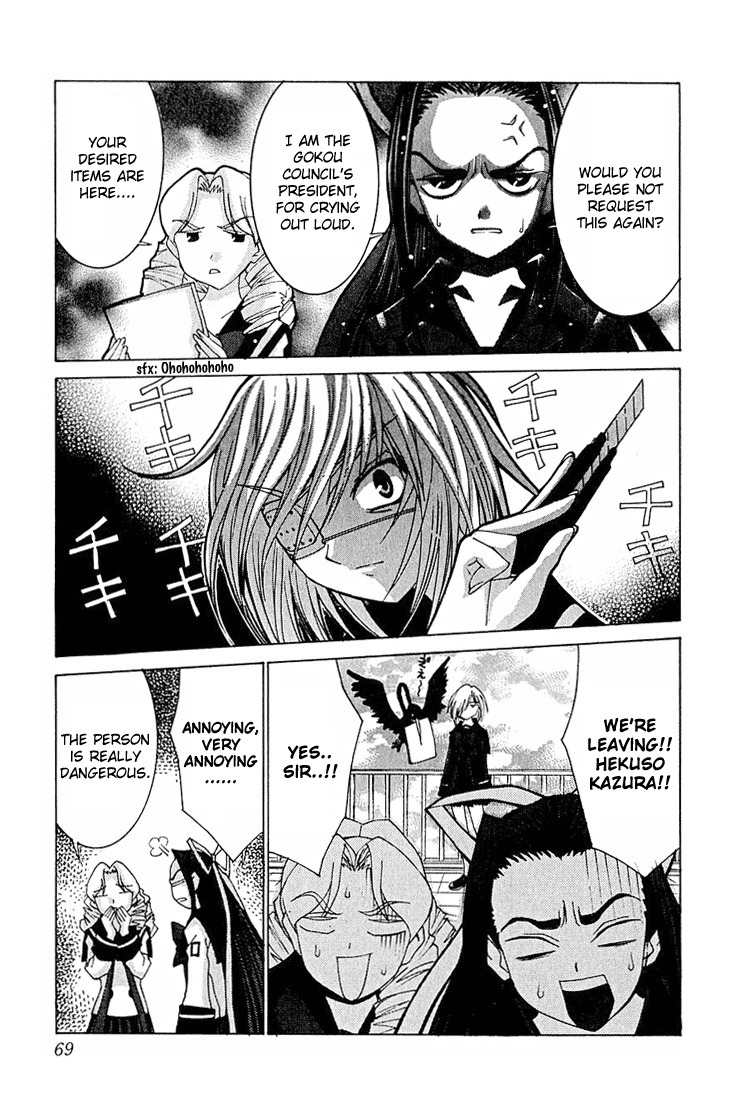 WOULD YOU
PLEASE NOT
REQUEST
THIS AGAIN?
I AM THE
GOKOU
COUNCIL'S
PRESIDENT,
FOR CRYING
OUT LOUD.
YOUR
DESIRED
ITEMS ARE
HERE....
sfx: Ohohohohoho
チキ
チキ
チキ
チキ
チキ
WE'RE
LEAVING!!
HEKUSO
KAZURA!!
YES..
SIR..!!
ANNOYING,
VERY
ANNOYING
......
THE PERSON
IS REALLY
DANGEROUS.
69